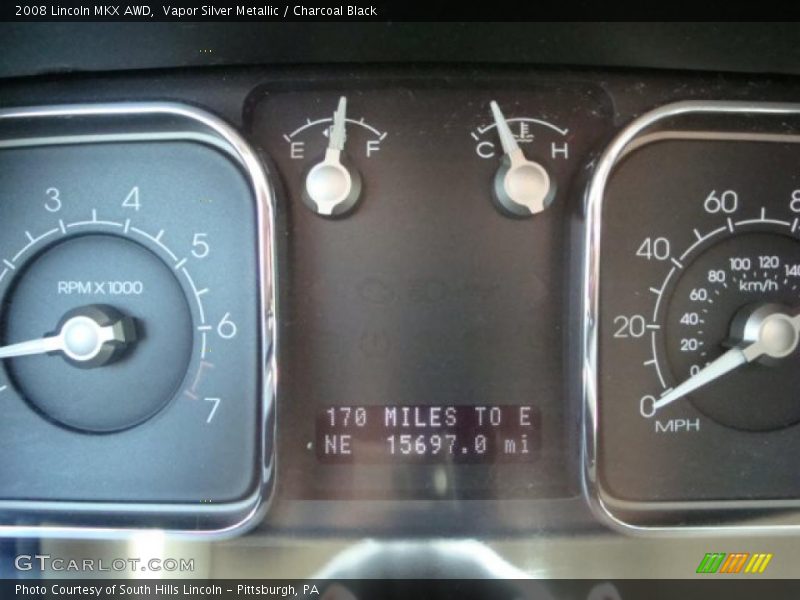 2008 Lincoln MKX AWD,  Vapor Silver Metallic / Charcoal Black
E F
C H
3 4 5 6 7
RPM X 1000
0 20 40 60
0 20 40 60 80 100 120 140
km/h
MPH
170 MILES TO E
NE 15697.0 mi
GTCARLOT.COM
Photo Courtesy of South Hills Lincoln - Pittsburgh, PA